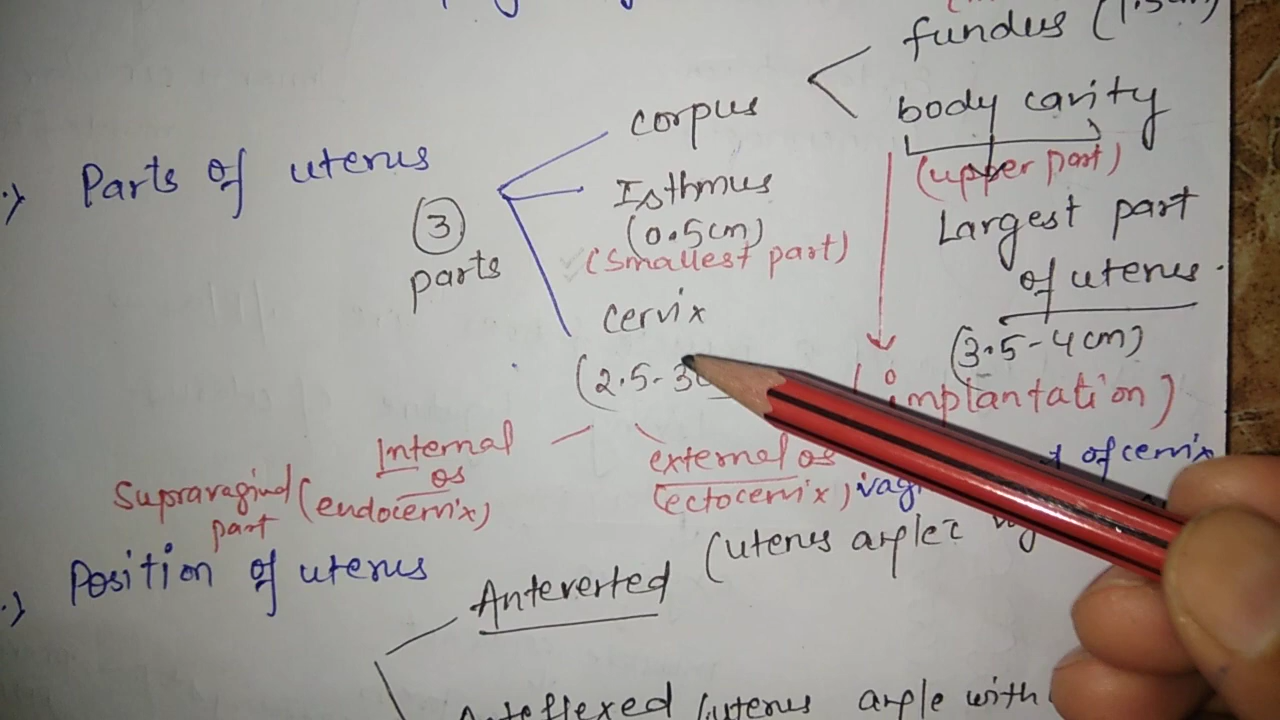 fundus (1.5cm)
corpus
body cavity
Parts of uterus
(upper part)
Isthmus
3
Largest part
(0.5cm)
(Smallest part)
parts
of uterus.
cervix
(3.5-4cm)
(2.5-3
implantation)
Internal
external os
of cervix
os
Supravaginal (endocervix)
(ectocervix)
part
(uterus angle
Position of uterus
Anteverted
uterus angle with